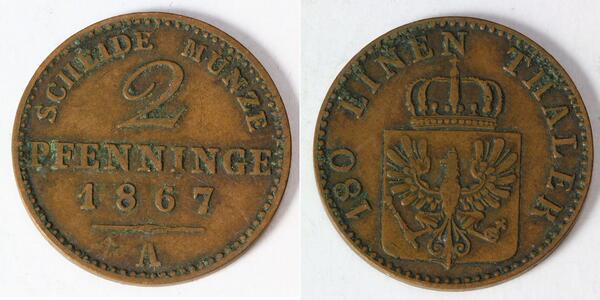 SCHEIDE MÜNZE
2
PFENNINGE
1867
A
180 EINEN THALER